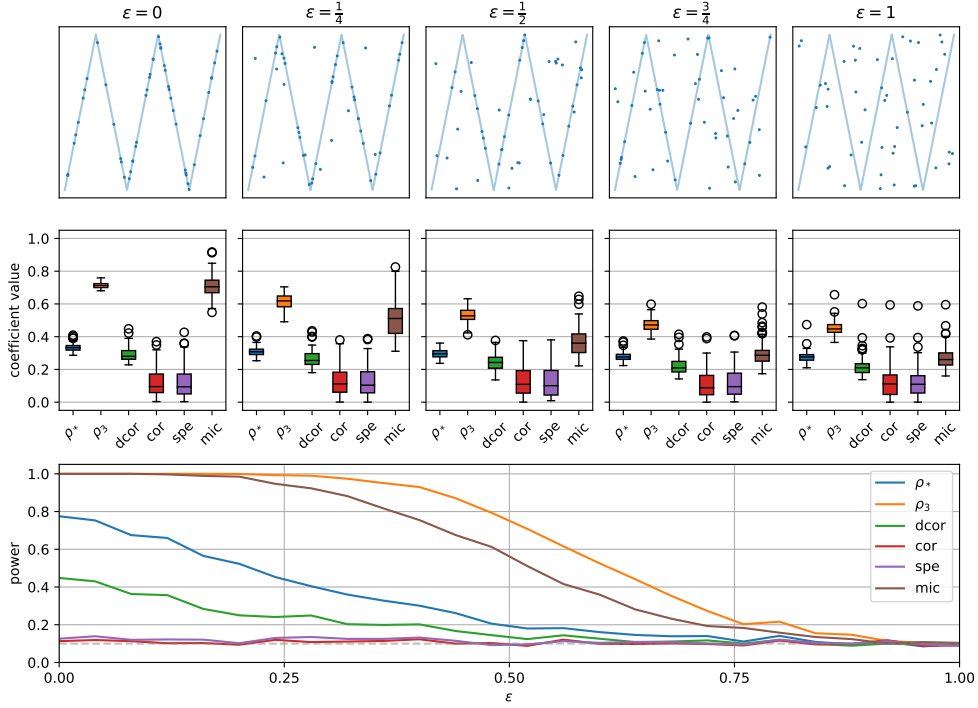 ε = 0 ε = 1/4 ε = 1/2 ε = 3/4 ε = 1
coefficient value
1.0
0.8
0.6
0.4
0.2
0.0
ρ* ρ3 dcor cor spe mic ρ* ρ3 dcor cor spe mic ρ* ρ3 dcor cor spe mic ρ* ρ3 dcor cor spe mic ρ* ρ3 dcor cor spe mic
power
1.0
0.8
0.6
0.4
0.2
0.0
ρ*
ρ3
dcor
cor
spe
mic
0.00 0.25 0.50 0.75 1.00
ε